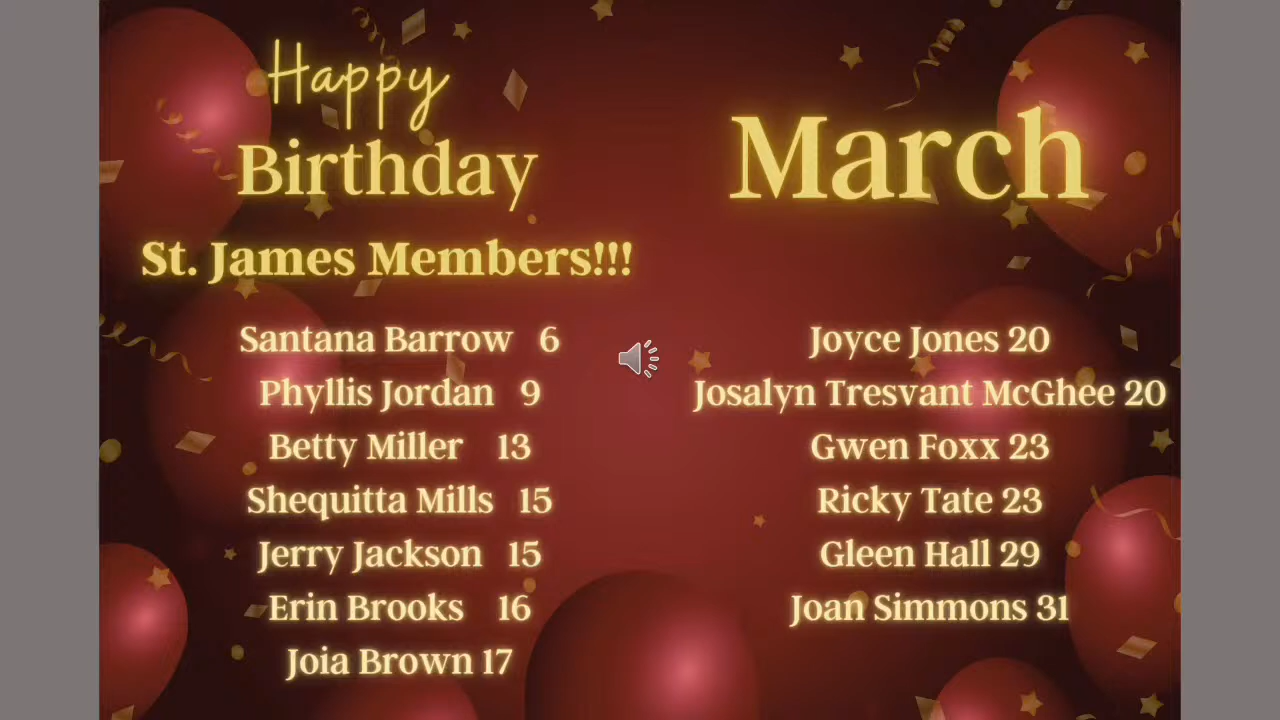 Happy
Birthday
St. James Members!!!
Santana Barrow 6
Phyllis Jordan 9
Betty Miller 13
Shequitta Mills 15
Jerry Jackson 15
Erin Brooks 16
Joia Brown 17
March
Joyce Jones 20
Josalyn Tresvant McGhee 20
Gwen Foxx 23
Ricky Tate 23
Gleen Hall 29
Joan Simmons 31